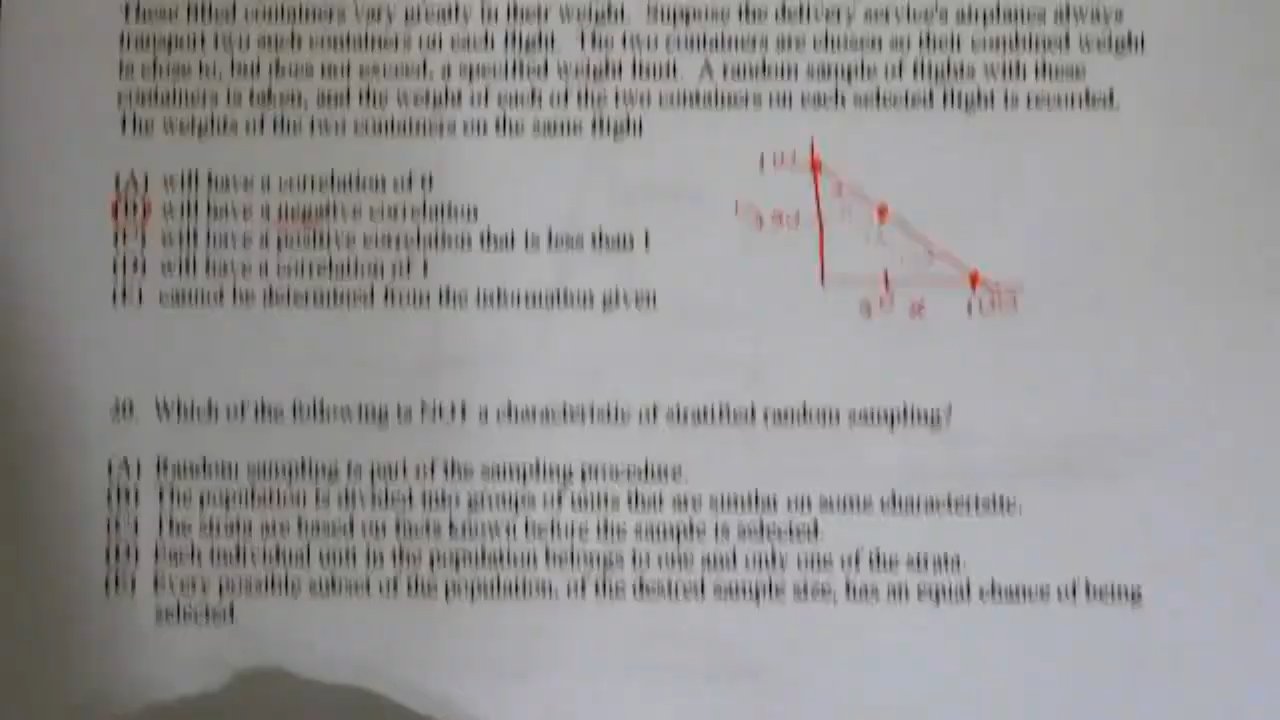 These filled containers vary greatly in their weight. Suppose the delivery service's airplanes always
transport two such containers on each flight. The two containers are chosen so their combined weight
is close to, but does not exceed, a specified weight limit. A random sample of flights with these
containers is taken, and the weight of each of the two containers on each selected flight is recorded.
The weights of the two containers on the same flight
(A) will have a correlation of 0
(B) will have a negative correlation
(C) will have a positive correlation that is less than 1
(D) will have a correlation of 1
(E) cannot be determined from the information given
20. Which of the following is NOT a characteristic of stratified random sampling?
(A) Random sampling is part of the sampling procedure.
(B) The population is divided into groups of units that are similar on some characteristic.
(C) The strata are based on facts known before the sample is selected.
(D) Each individual unit in the population belongs to one and only one of the strata.
(E) Every possible subset of the population, of the desired sample size, has an equal chance of being
selected.